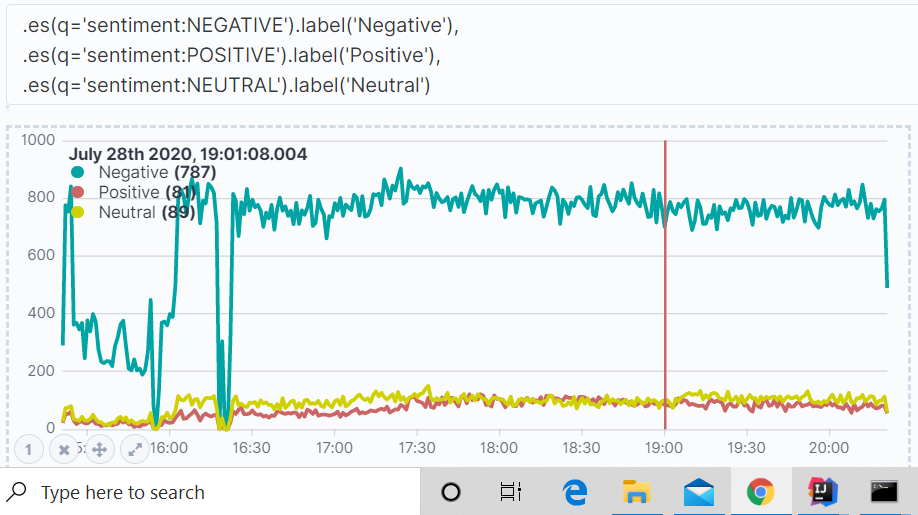 .es(q='sentiment:NEGATIVE').label('Negative'),
.es(q='sentiment:POSITIVE').label('Positive'),
.es(q='sentiment:NEUTRAL').label('Neutral')
1000
July 28th 2020, 19:01:08.004
Negative (787)
Positive (81)
Neutral (89)
800
600
400
200
0
16:00 16:30 17:00 17:30 18:00 18:30 19:00 19:30 20:00
1
Type here to search
IJ